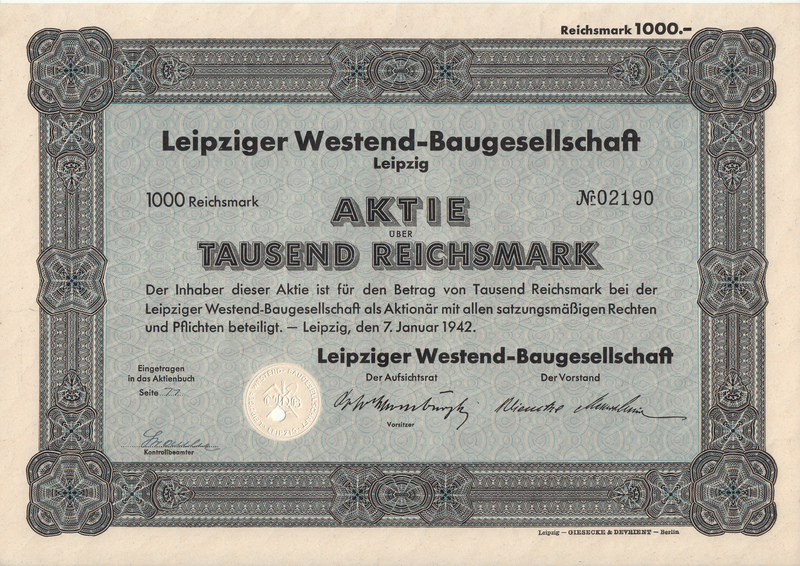 Reichsmark 1000.–
Leipziger Westend-Baugesellschaft
Leipzig
1000 Reichsmark
AKTIE
№ 02190
ÜBER
TAUSEND REICHSMARK
Der Inhaber dieser Aktie ist für den Betrag von Tausend Reichsmark bei der
Leipziger Westend-Baugesellschaft als Aktionär mit allen satzungsmäßigen Rechten
und Pflichten beteiligt. — Leipzig, den 7. Januar 1942.
Leipziger Westend-Baugesellschaft
Eingetragen
in das Aktienbuch
Seite
Der Aufsichtsrat
Der Vorstand
Vorsitzer
Kontrollbeamter
Leipzig — GIESECKE & DEVRIENT — Berlin